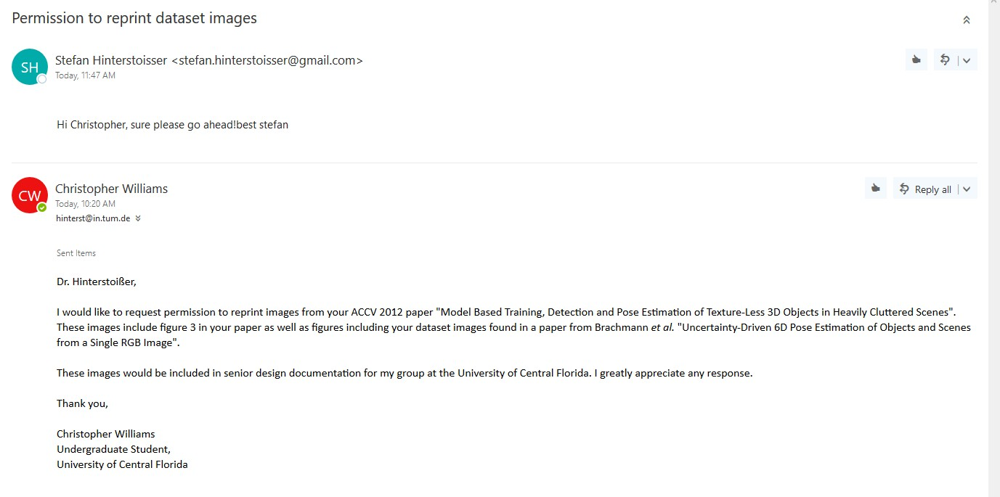 Permission to reprint dataset images
SH
Stefan Hinterstoisser <stefan.hinterstoisser@gmail.com>
Today, 11:47 AM
Hi Christopher, sure please go ahead!best stefan
CW
Christopher Williams
Today, 10:20 AM
hinterst@in.tum.de
Reply all
Sent Items
Dr. Hinterstoißer,
I would like to request permission to reprint images from your ACCV 2012 paper "Model Based Training, Detection and Pose Estimation of Texture-Less 3D Objects in Heavily Cluttered Scenes".
These images include figure 3 in your paper as well as figures including your dataset images found in a paper from Brachmann et al. "Uncertainty-Driven 6D Pose Estimation of Objects and Scenes
from a Single RGB Image".
These images would be included in senior design documentation for my group at the University of Central Florida. I greatly appreciate any response.
Thank you,
Christopher Williams
Undergraduate Student,
University of Central Florida